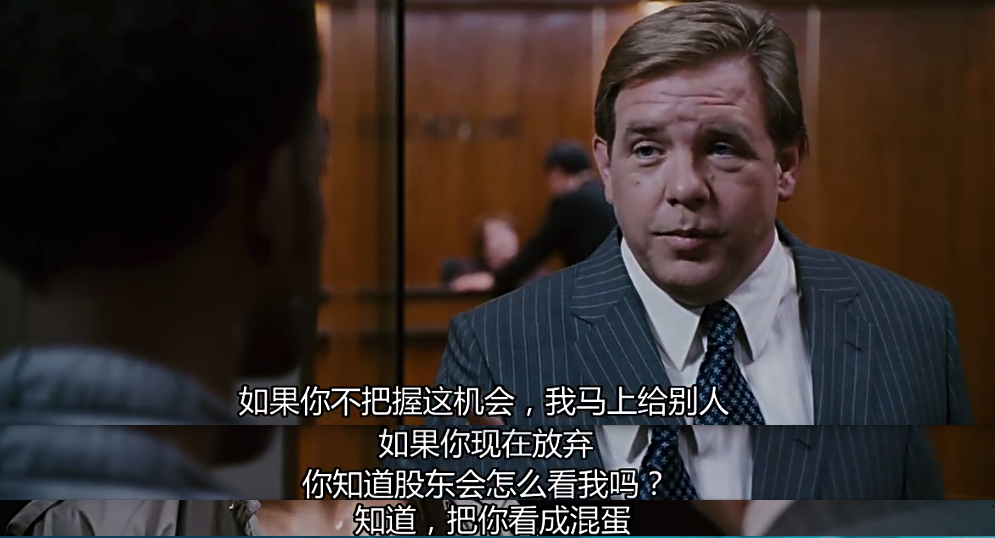 如果你不把握这机会，我马上给别人
如果你现在放弃
你知道股东会怎么看我吗？
知道，把你看成混蛋